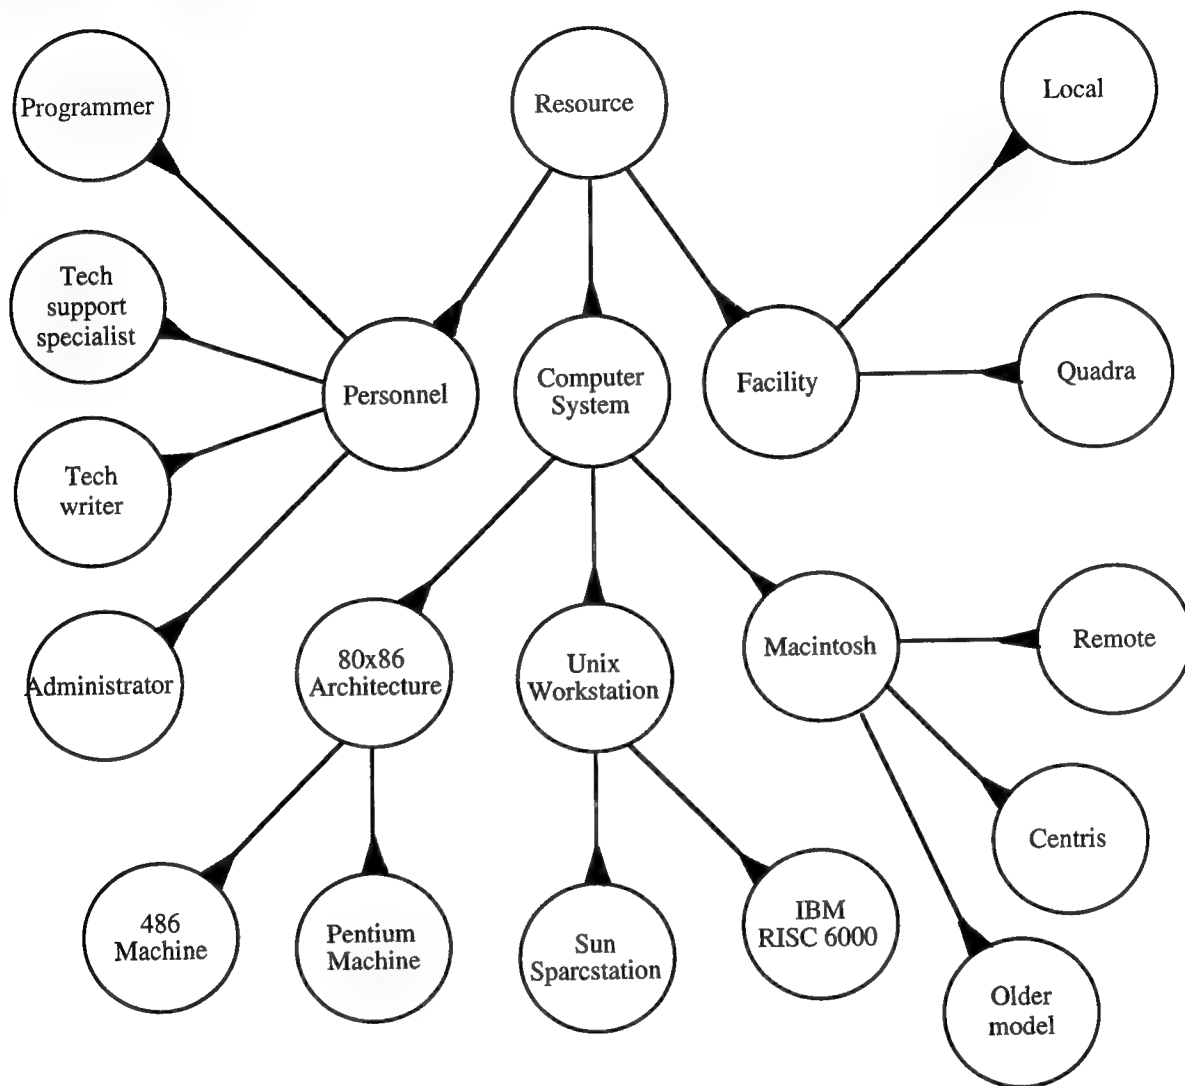 Programmer
Resource
Local
Tech
support
specialist
Personnel
Computer
System
Facility
Quadra
Tech
writer
Administrator
80x86
Architecture
Unix
Workstation
Macintosh
Remote
Centris
486
Machine
Pentium
Machine
Sun
Sparcstation
IBM
RISC 6000
Older
model